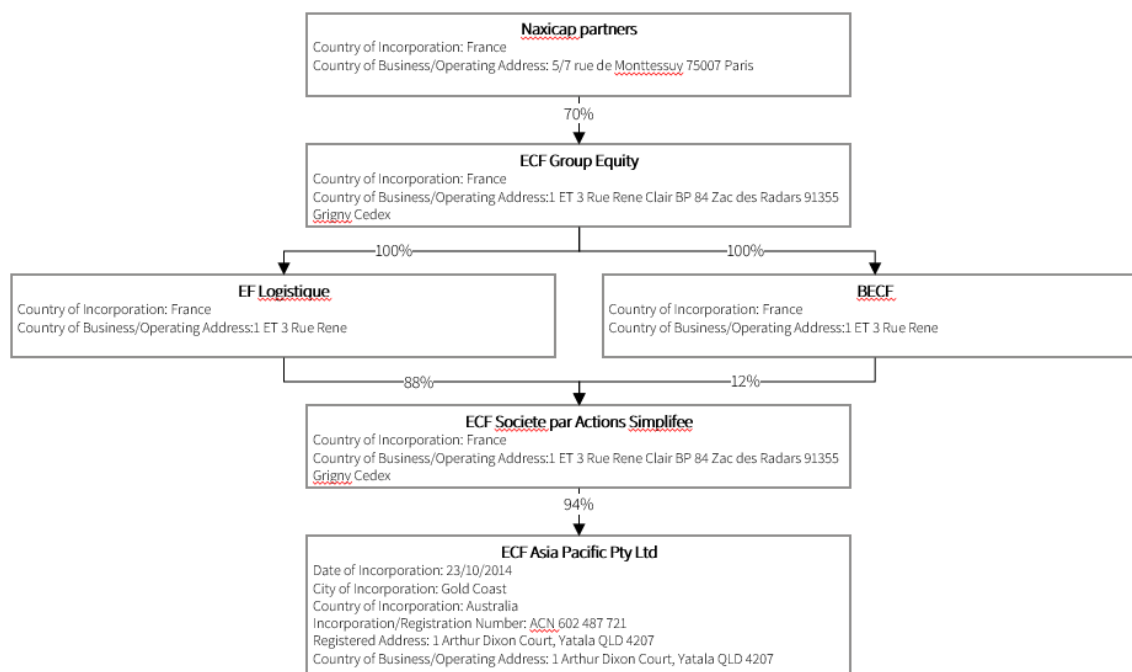 Naxicap partners
Country of Incorporation: France
Country of Business/Operating Address: 5/7 rue de Monttessuy 75007 Paris
70%
ECF Group Equity
Country of Incorporation: France
Country of Business/Operating Address:1 ET 3 Rue Rene Clair BP 84 Zac des Radars 91355
Grigny Cedex
100%
100%
EF Logistique
Country of Incorporation: France
Country of Business/Operating Address:1 ET 3 Rue Rene
BECF
Country of Incorporation: France
Country of Business/Operating Address:1 ET 3 Rue Rene
88%
12%
ECF Societe par Actions Simplifee
Country of Incorporation: France
Country of Business/Operating Address:1 ET 3 Rue Rene Clair BP 84 Zac des Radars 91355
Grigny Cedex
94%
ECF Asia Pacific Pty Ltd
Date of Incorporation: 23/10/2014
City of Incorporation: Gold Coast
Country of Incorporation: Australia
Incorporation/Registration Number: ACN 602 487 721
Registered Address: 1 Arthur Dixon Court, Yatala QLD 4207
Country of Business/Operating Address: 1 Arthur Dixon Court, Yatala QLD 4207